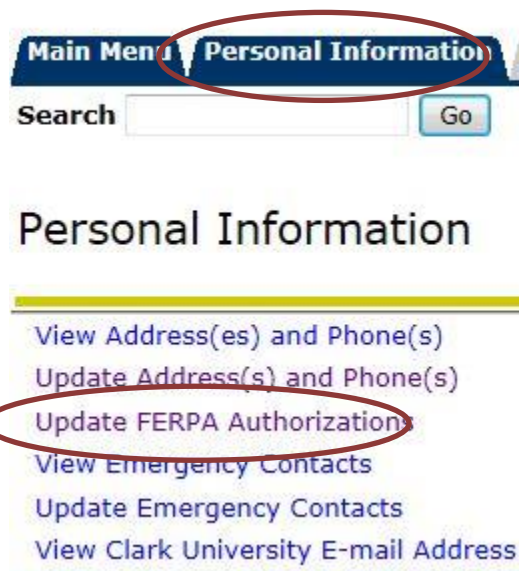 Main Menu Personal Information
Search Go
Personal Information
View Address(es) and Phone(s)
Update Address(s) and Phone(s)
Update FERPA Authorizations
View Emergency Contacts
Update Emergency Contacts
View Clark University E-mail Address